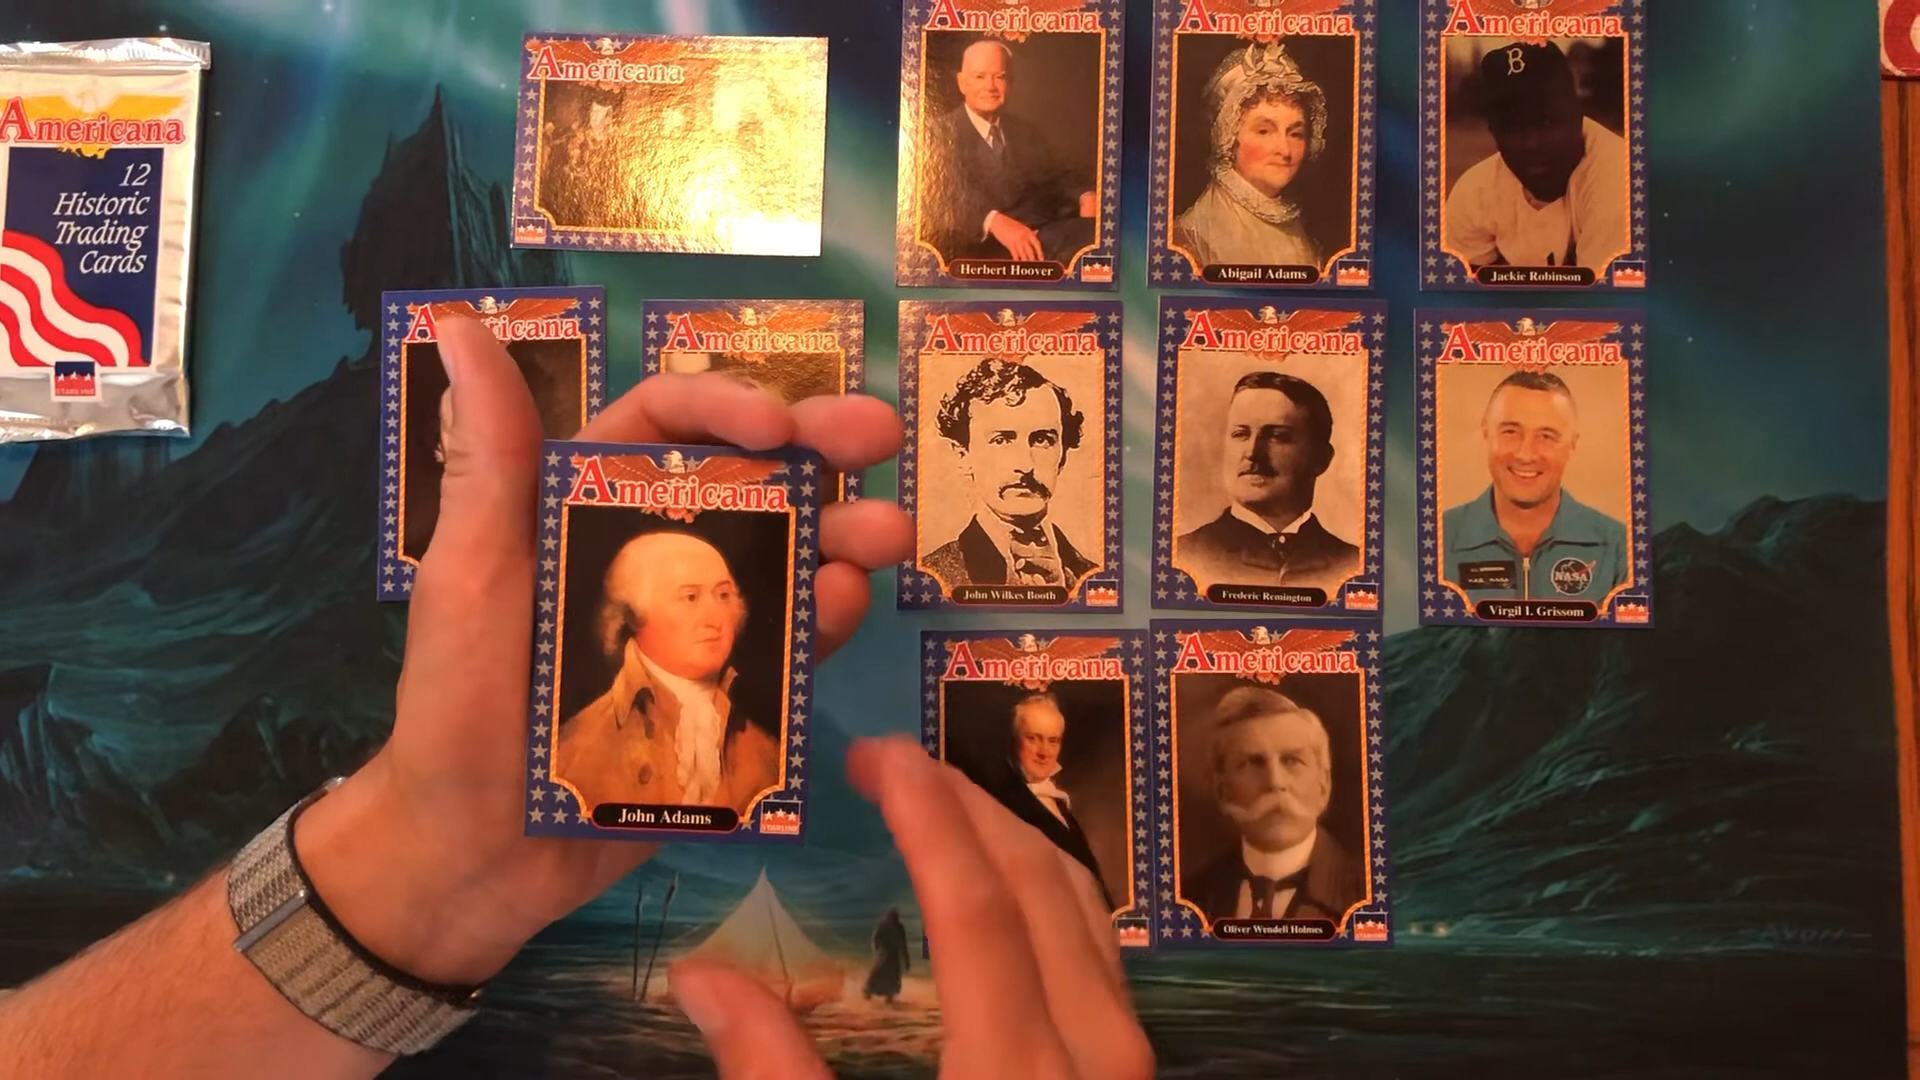 Americana
12
Historic
Trading
Cards
Americana
Americana
Herbert Hoover
Americana
Abigail Adams
Americana
B
Jackie Robinson
Americana
Americana
John Wilkes Booth
Americana
Frederic Remington
Americana
NASA
Virgil I. Grissom
Americana
John Adams
STARLINE
Americana
Americana
Oliver Wendell Holmes